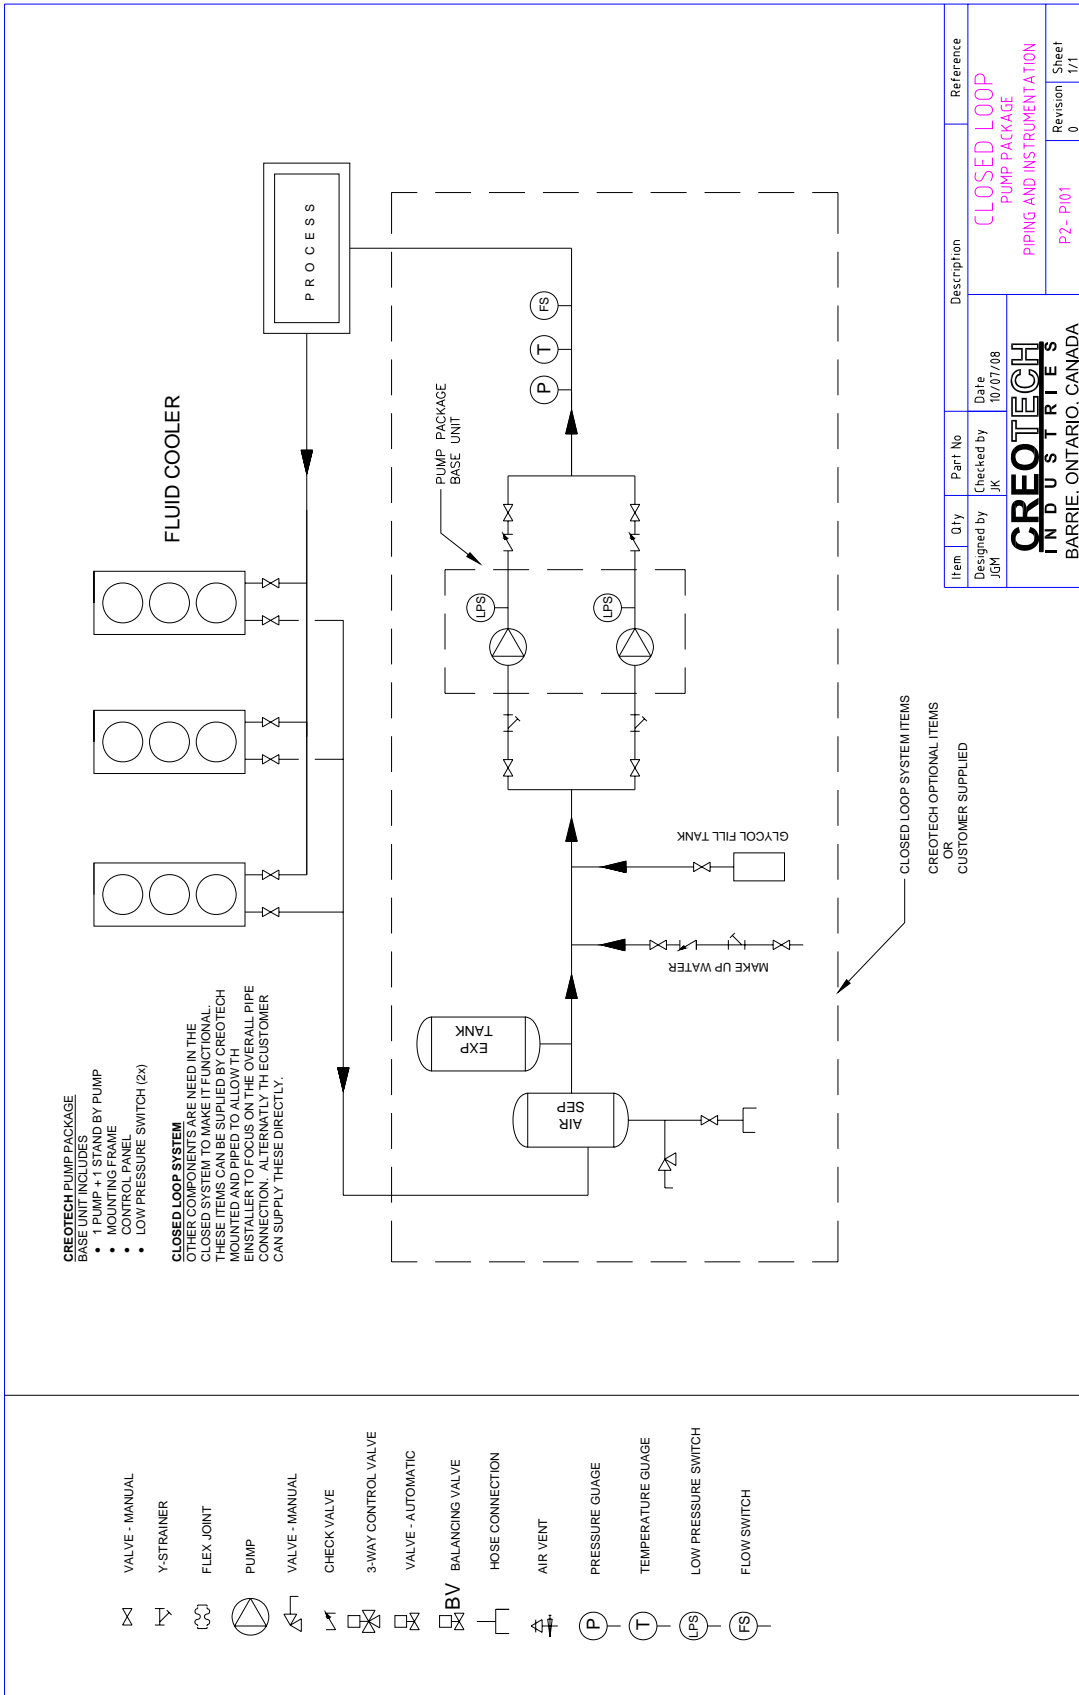 CREOTECH PUMP PACKAGE
BASE UNIT INCLUDES
• 1 PUMP + 1 STAND BY PUMP
• MOUNTING FRAME
• CONTROL PANEL
• LOW PRESSURE SWITCH (2x)
CLOSED LOOP SYSTEM
OTHER COMPONENTS ARE NEED IN THE
CLOSED SYSTEM TO MAKE IT FUNCTIONAL.
THESE ITEMS CAN BE SUPLIED BY CREOTECH
MOUNTED AND PIPED TO ALLOW TH
EINSTALLER TO FOCUS ON THE OVERALL PIPE
CONNECTION. ALTERNATLY TH ECUSTOMER
CAN SUPPLY THESE DIRECTLY.
FLUID COOLER
PROCESS
PUMP PACKAGE
BASE UNIT
LPS
LPS
P
T
FS
EXP
TANK
AIR
SEP
MAKE UP WATER
GLYCOL FILL TANK
CLOSED LOOP SYSTEM ITEMS
CREOTECH OPTIONAL ITEMS
OR
CUSTOMER SUPPLIED
VALVE - MANUAL
Y-STRAINER
FLEX JOINT
PUMP
VALVE - MANUAL
CHECK VALVE
3-WAY CONTROL VALVE
VALVE - AUTOMATIC
BV BALANCING VALVE
HOSE CONNECTION
AIR VENT
P PRESSURE GUAGE
T TEMPERATURE GUAGE
LPS LOW PRESSURE SWITCH
FS FLOW SWITCH
Item Qty Part No Description Reference
Designed by
JGM
Checked by
JK
Date
10/07/08
CLOSED LOOP
PUMP PACKAGE
PIPING AND INSTRUMENTATION
CREOTECH
INDUSTRIES
BARRIE, ONTARIO, CANADA
P2- PI01
Revision
0
Sheet
1/1